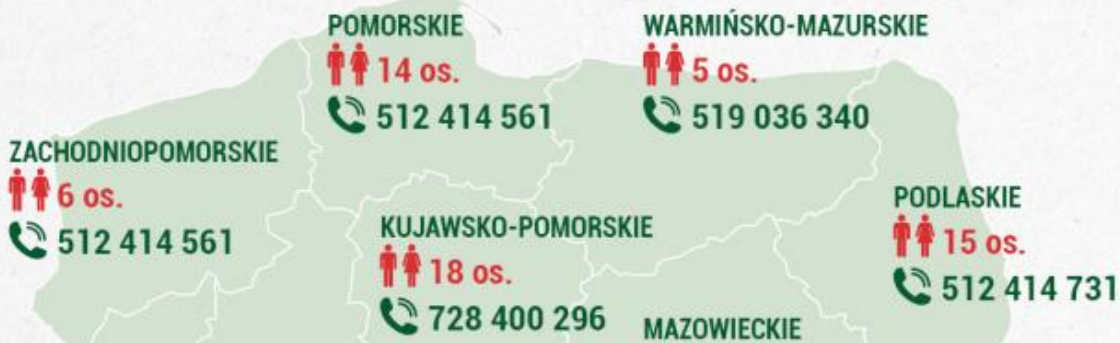 POMORSKIE
14 os.
512 414 561
WARMIŃSKO-MAZURSKIE
5 os.
519 036 340
ZACHODNIOPOMORSKIE
6 os.
512 414 561
KUJAWSKO-POMORSKIE
18 os.
728 400 296
PODLASKIE
15 os.
512 414 731
MAZOWIECKIE